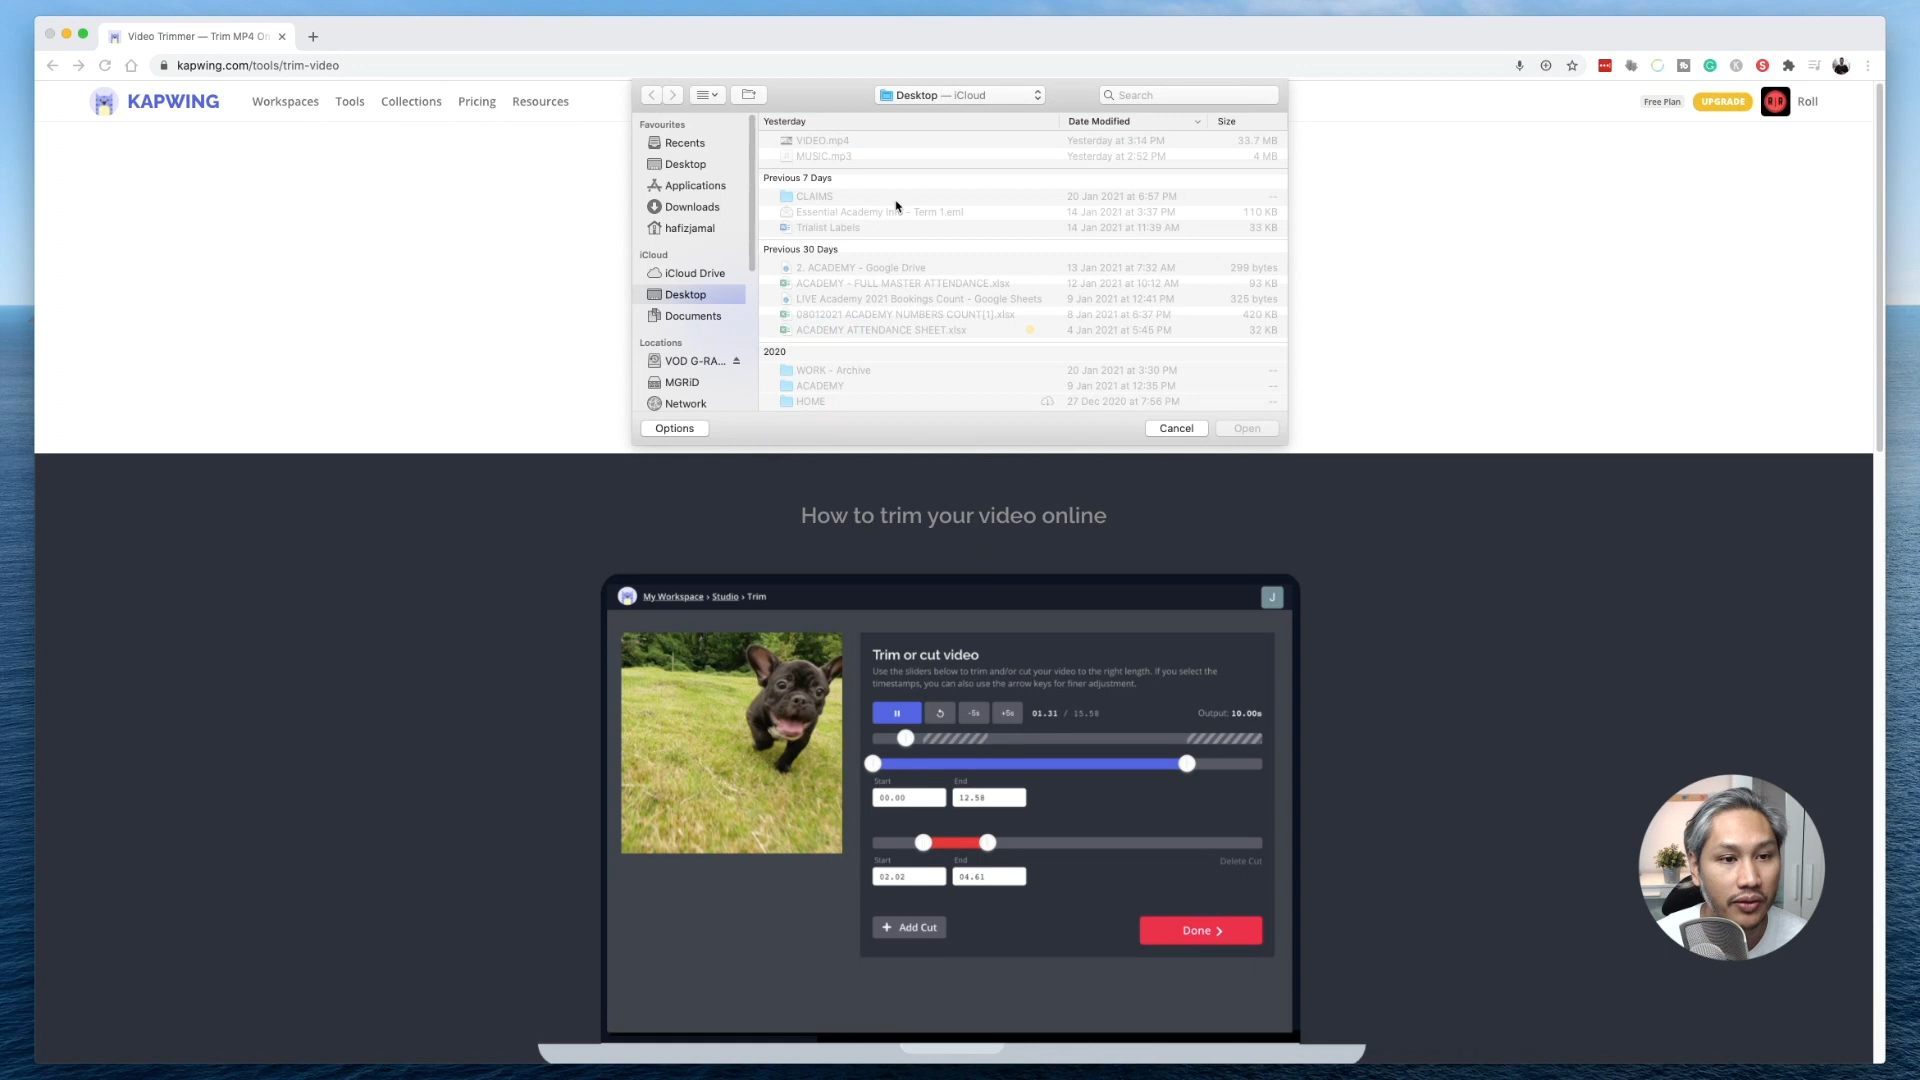 Video Trimmer — Trim MP4 On
kapwing.com/tools/trim-video
KAPWING
Workspaces
Tools
Collections
Pricing
Resources
Free Plan
UPGRADE
Roll
Desktop — iCloud
Search
Favourites
Recents
Desktop
Applications
Downloads
hafizjamal
iCloud
iCloud Drive
Desktop
Documents
Locations
VOD G-RA...
MGRiD
Network
Yesterday
Date Modified
Size
VIDEO.mp4 Yesterday at 3:14 PM 33.7 MB
MUSIC.mp3 Yesterday at 2:52 PM 4 MB
Previous 7 Days
CLAIMS 20 Jan 2021 at 6:57 PM --
Essential Academy Info - Term 1.eml 14 Jan 2021 at 3:37 PM 110 KB
Trialist Labels 14 Jan 2021 at 11:39 AM 33 KB
Previous 30 Days
2. ACADEMY - Google Drive 13 Jan 2021 at 7:32 AM 299 bytes
ACADEMY - FULL MASTER ATTENDANCE.xlsx 12 Jan 2021 at 10:12 AM 93 KB
LIVE Academy 2021 Bookings Count - Google Sheets 9 Jan 2021 at 12:41 PM 325 bytes
08012021 ACADEMY NUMBERS COUNT[1].xlsx 8 Jan 2021 at 6:37 PM 420 KB
ACADEMY ATTENDANCE SHEET.xlsx 4 Jan 2021 at 5:45 PM 32 KB
2020
WORK - Archive 20 Jan 2021 at 3:30 PM --
ACADEMY 9 Jan 2021 at 12:35 PM --
HOME 27 Dec 2020 at 7:56 PM --
Options
Cancel
Open
How to trim your video online
My Workspace › Studio › Trim
J
Trim or cut video
Use the sliders below to trim and/or cut your video to the right length. If you select the
timestamps, you can also use the arrow keys for finer adjustment.
-5s
+5s
01.31 / 15.58
Output: 10.00s
Start
End
00.00
12.58
Start
End
Delete Cut
02.02
04.61
+ Add Cut
Done >